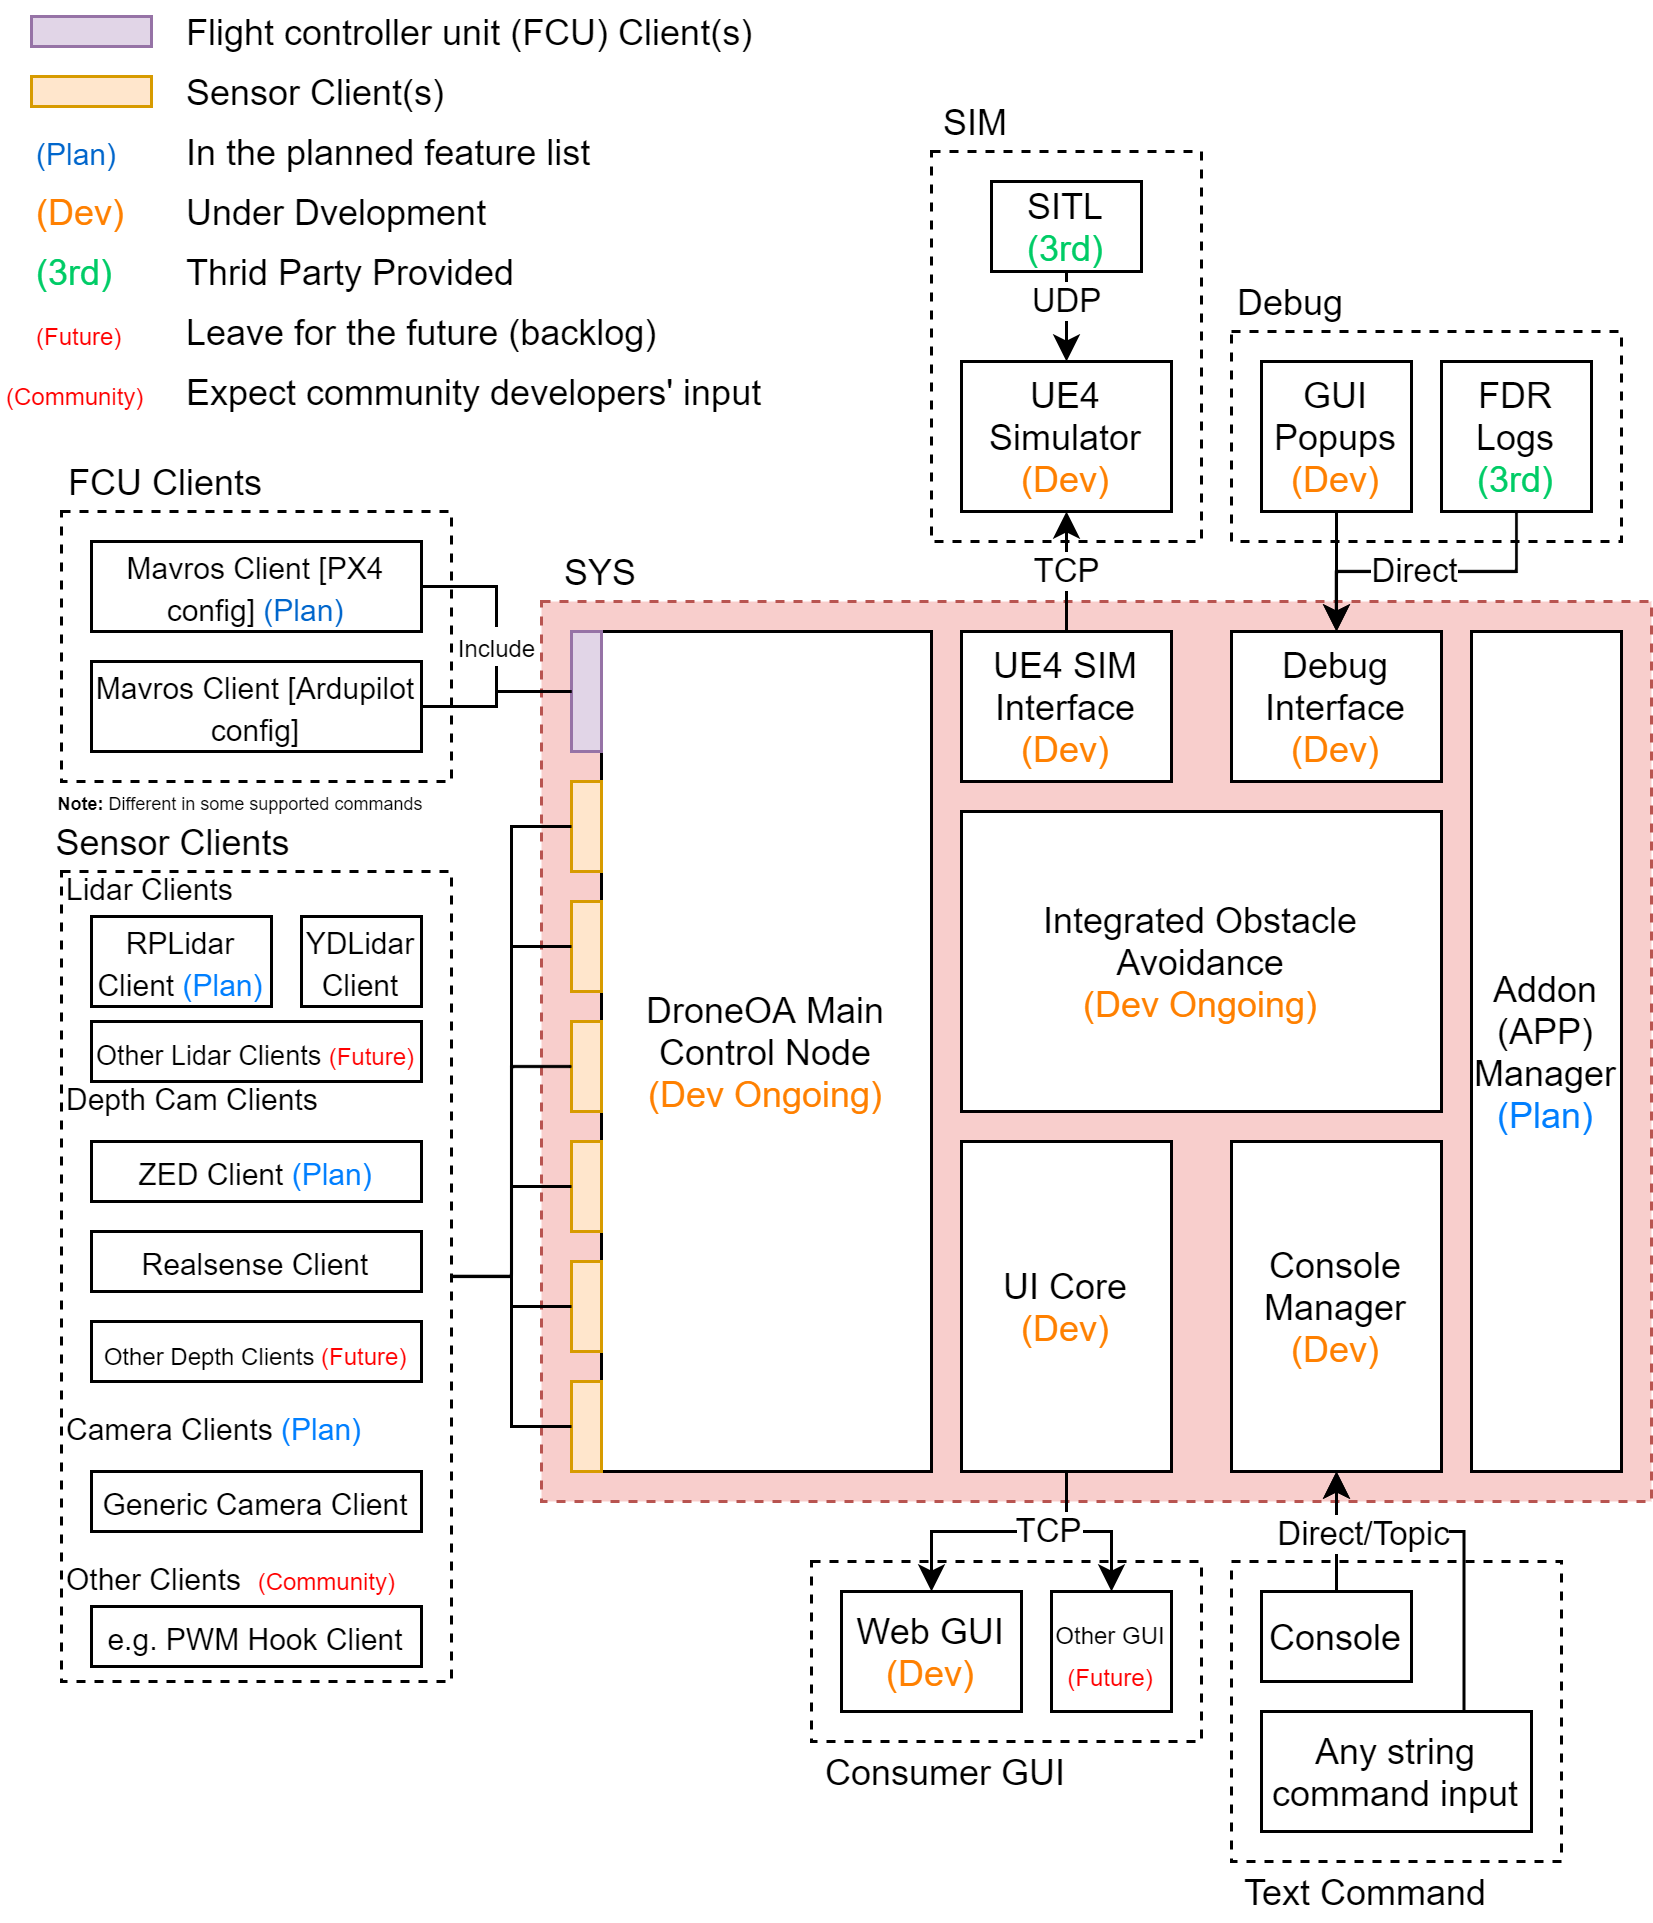 Flight controller unit (FCU) Client(s)
Sensor Client(s)
(Plan) In the planned feature list
(Dev) Under Dvelopment
(3rd) Thrid Party Provided
(Future) Leave for the future (backlog)
(Community) Expect community developers' input
SIM
SITL
(3rd)
UDP
UE4
Simulator
(Dev)
TCP
Debug
GUI
Popups
(Dev)
FDR
Logs
(3rd)
Direct
FCU Clients
Mavros Client [PX4
config] (Plan)
Mavros Client [Ardupilot
config]
Include
Note: Different in some supported commands
Sensor Clients
Lidar Clients
RPLidar
Client (Plan)
YDLidar
Client
Other Lidar Clients (Future)
Depth Cam Clients
ZED Client (Plan)
Realsense Client
Other Depth Clients (Future)
Camera Clients (Plan)
Generic Camera Client
Other Clients (Community)
e.g. PWM Hook Client
SYS
DroneOA Main
Control Node
(Dev Ongoing)
UE4 SIM
Interface
(Dev)
Debug
Interface
(Dev)
Integrated Obstacle
Avoidance
(Dev Ongoing)
UI Core
(Dev)
Console
Manager
(Dev)
Addon
(APP)
Manager
(Plan)
TCP
Web GUI
(Dev)
Other GUI
(Future)
Consumer GUI
Direct/Topic
Console
Any string
command input
Text Command